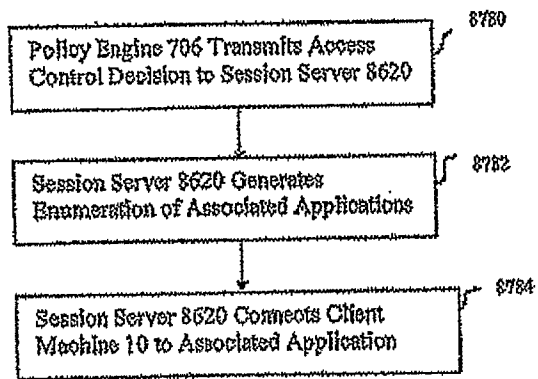 8780
Policy Engine 706 Transmits Access
Control Decision to Session Server 8620
8782
Session Server 8620 Generates
Enumeration of Associated Applications
8784
Session Server 8620 Connects Client
Machine 10 to Associated Application